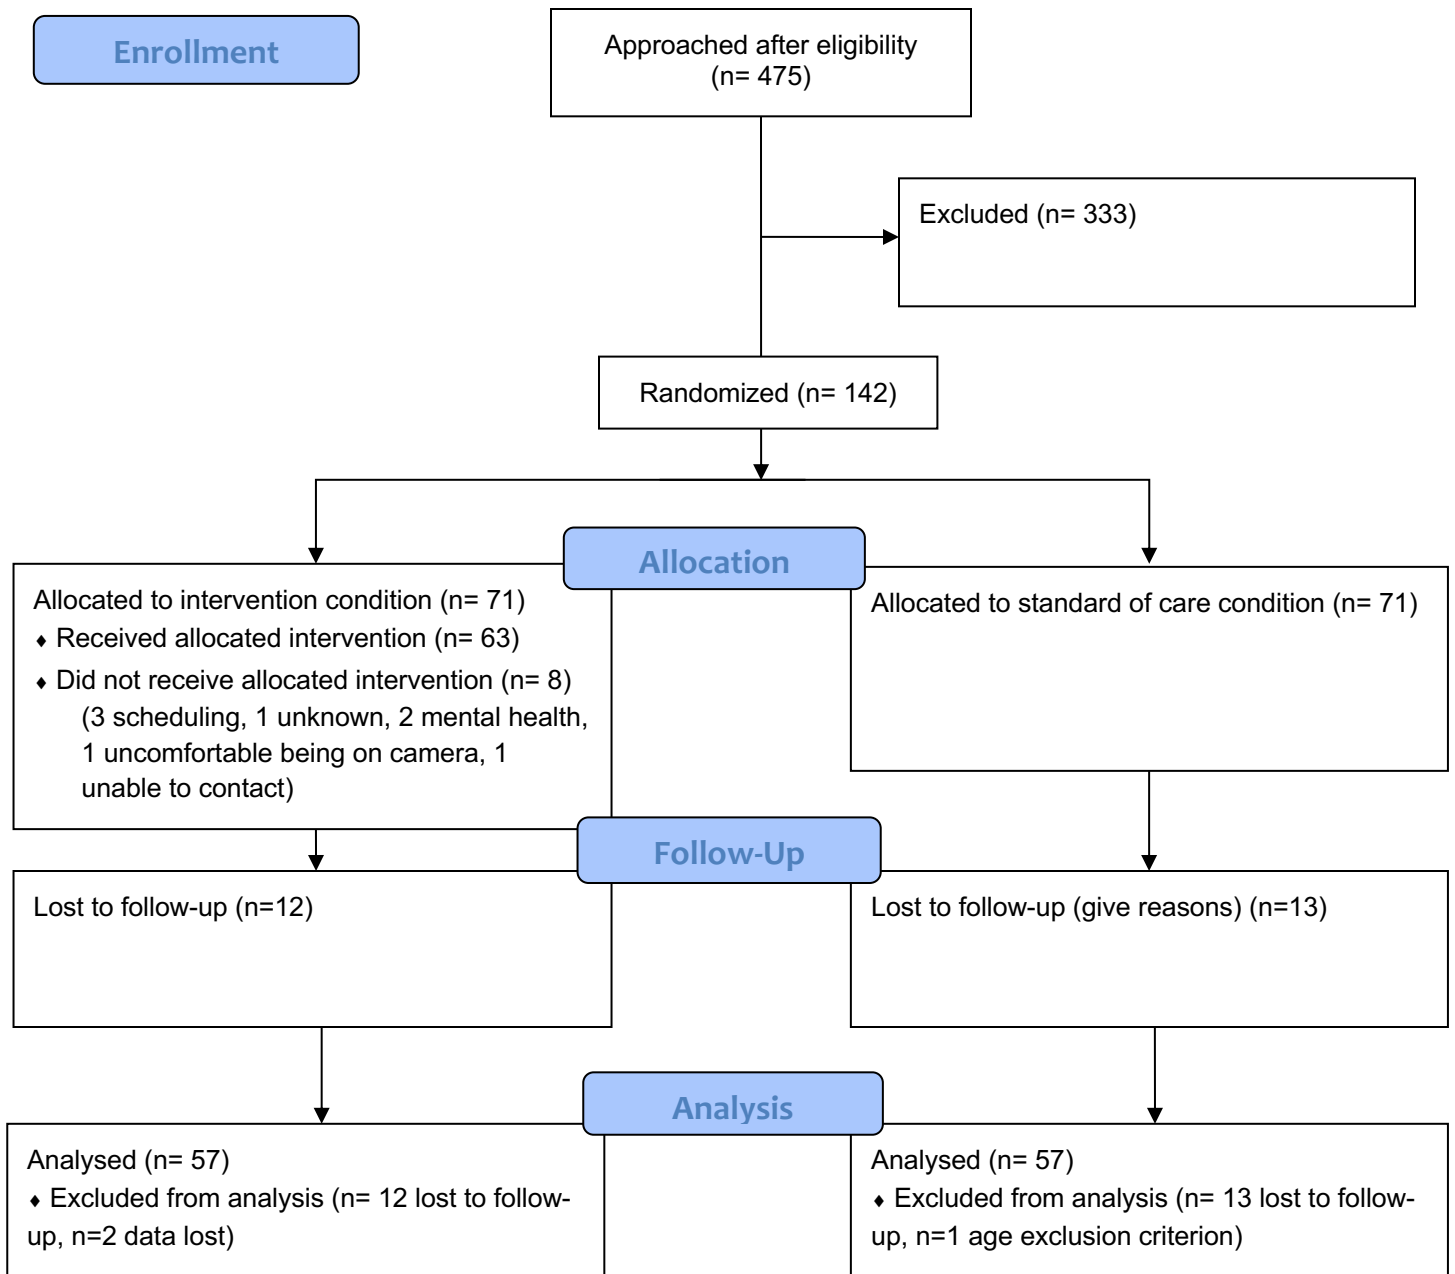 Enrollment
Approached after eligibility
(n= 475)
Excluded (n= 333)
Randomized (n= 142)
Allocation
Allocated to intervention condition (n= 71)
♦ Received allocated intervention (n= 63)
♦ Did not receive allocated intervention (n= 8)
(3 scheduling, 1 unknown, 2 mental health,
1 uncomfortable being on camera, 1
unable to contact)
Allocated to standard of care condition (n= 71)
Follow-Up
Lost to follow-up (n=12)
Lost to follow-up (give reasons) (n=13)
Analysis
Analysed (n= 57)
♦ Excluded from analysis (n= 12 lost to follow-
up, n=2 data lost)
Analysed (n= 57)
♦ Excluded from analysis (n= 13 lost to follow-
up, n=1 age exclusion criterion)